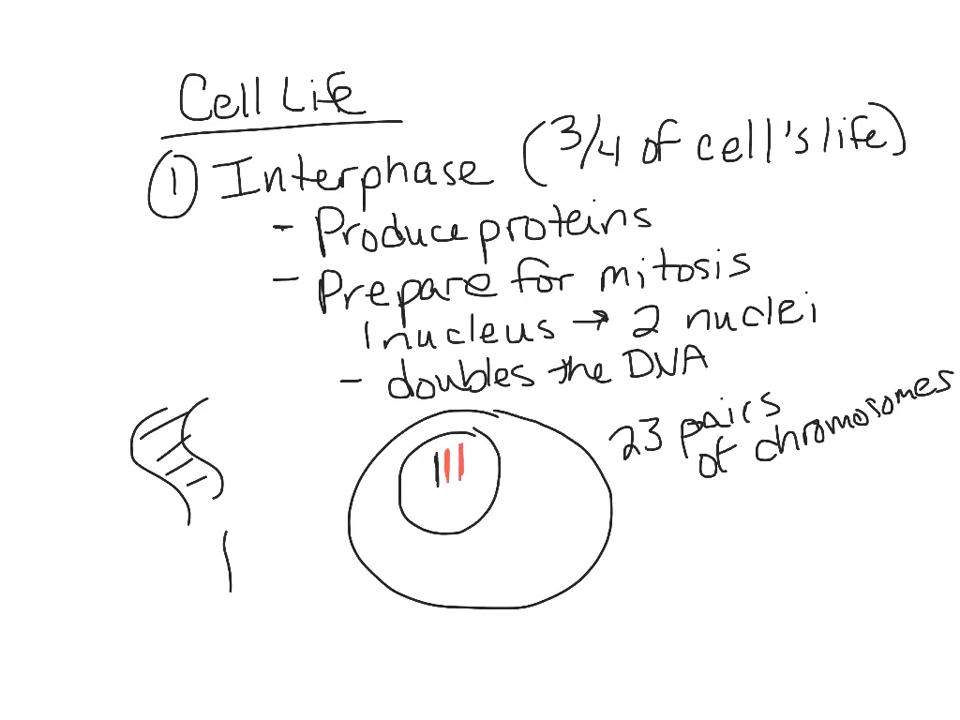 Cell Life
① Interphase (3/4 of cell's life)
- Produce proteins
- Prepare for mitosis
1 nucleus → 2 nuclei
- doubles the DNA
23 pairs
of chromosomes